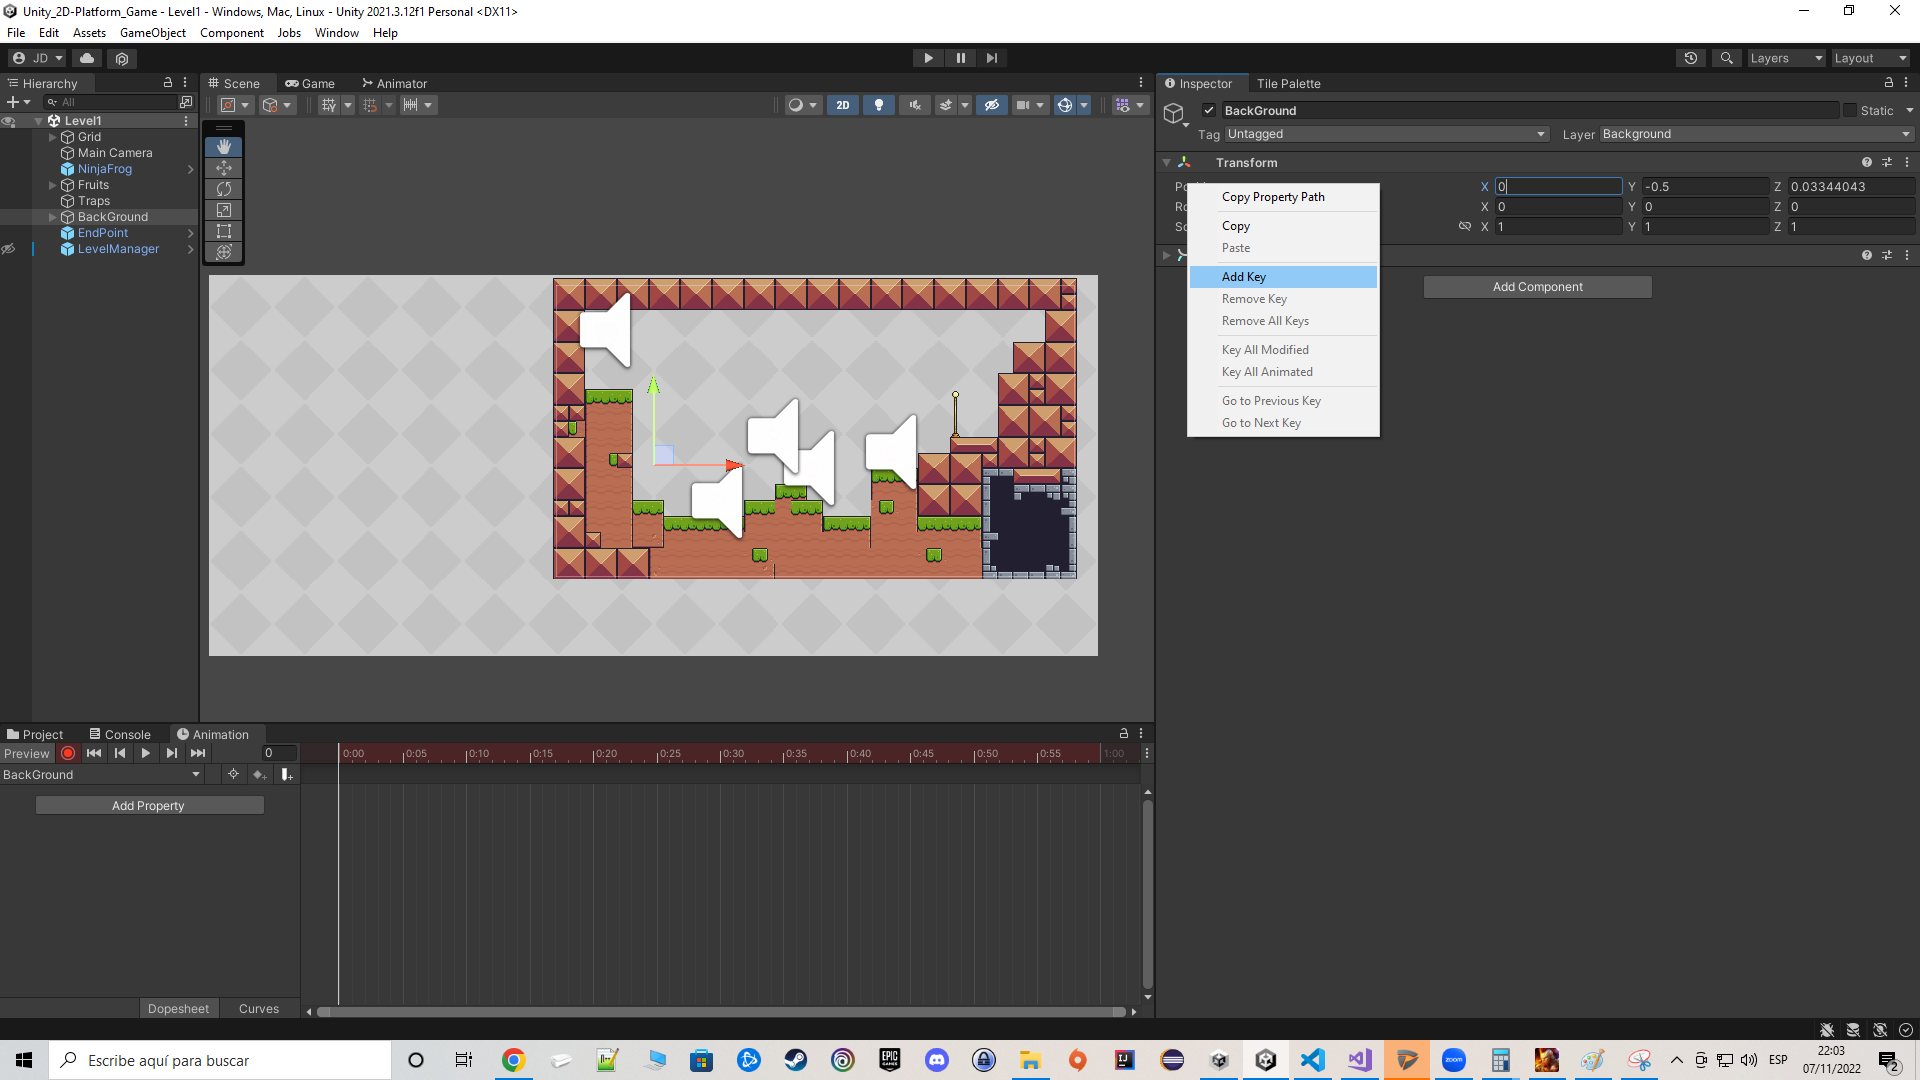 Unity_2D-Platform_Game - Level1 - Windows, Mac, Linux - Unity 2021.3.12f1 Personal <DX11>
File Edit Assets GameObject Component Jobs Window Help
JD Layers Layout
Hierarchy Scene Game Animator Inspector Tile Palette
All 2D BackGround Static
Level1
Grid
Tag Untagged Layer Background
Main Camera
NinjaFrog Transform
Fruits X 0 Y -0.5 Z 0.03344043
Traps X 0 Y 0 Z 0
BackGround X 1 Y 1 Z 1
EndPoint
LevelManager
Copy Property Path
Copy
Paste
Add Key
Remove Key
Remove All Keys
Key All Modified
Key All Animated
Go to Previous Key
Go to Next Key
Add Component
Project Console Animation
Preview 0 0:00 0:05 0:10 0:15 0:20 0:25 0:30 0:35 0:40 0:45 0:50 0:55 1:00
BackGround
Add Property
Dopesheet Curves
Escribe aquí para buscar
EPIC GAMES
IJ
zoom
ESP
22:03
07/11/2022
2